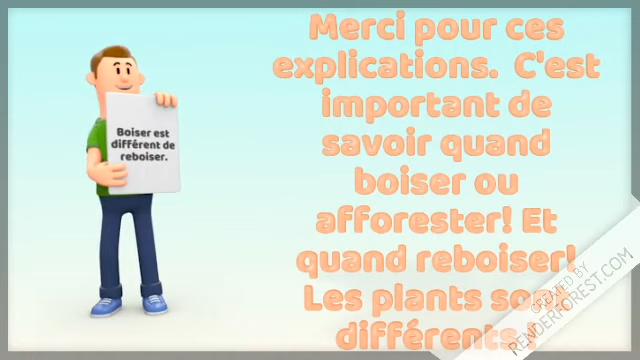 Boiser est
différent de
reboiser.
Merci pour ces
explications. C'est
important de
savoir quand
boiser ou
afforester! Et
quand reboiser!
Les plants sont
différents !
CREATED BY
RENDERFOREST.COM